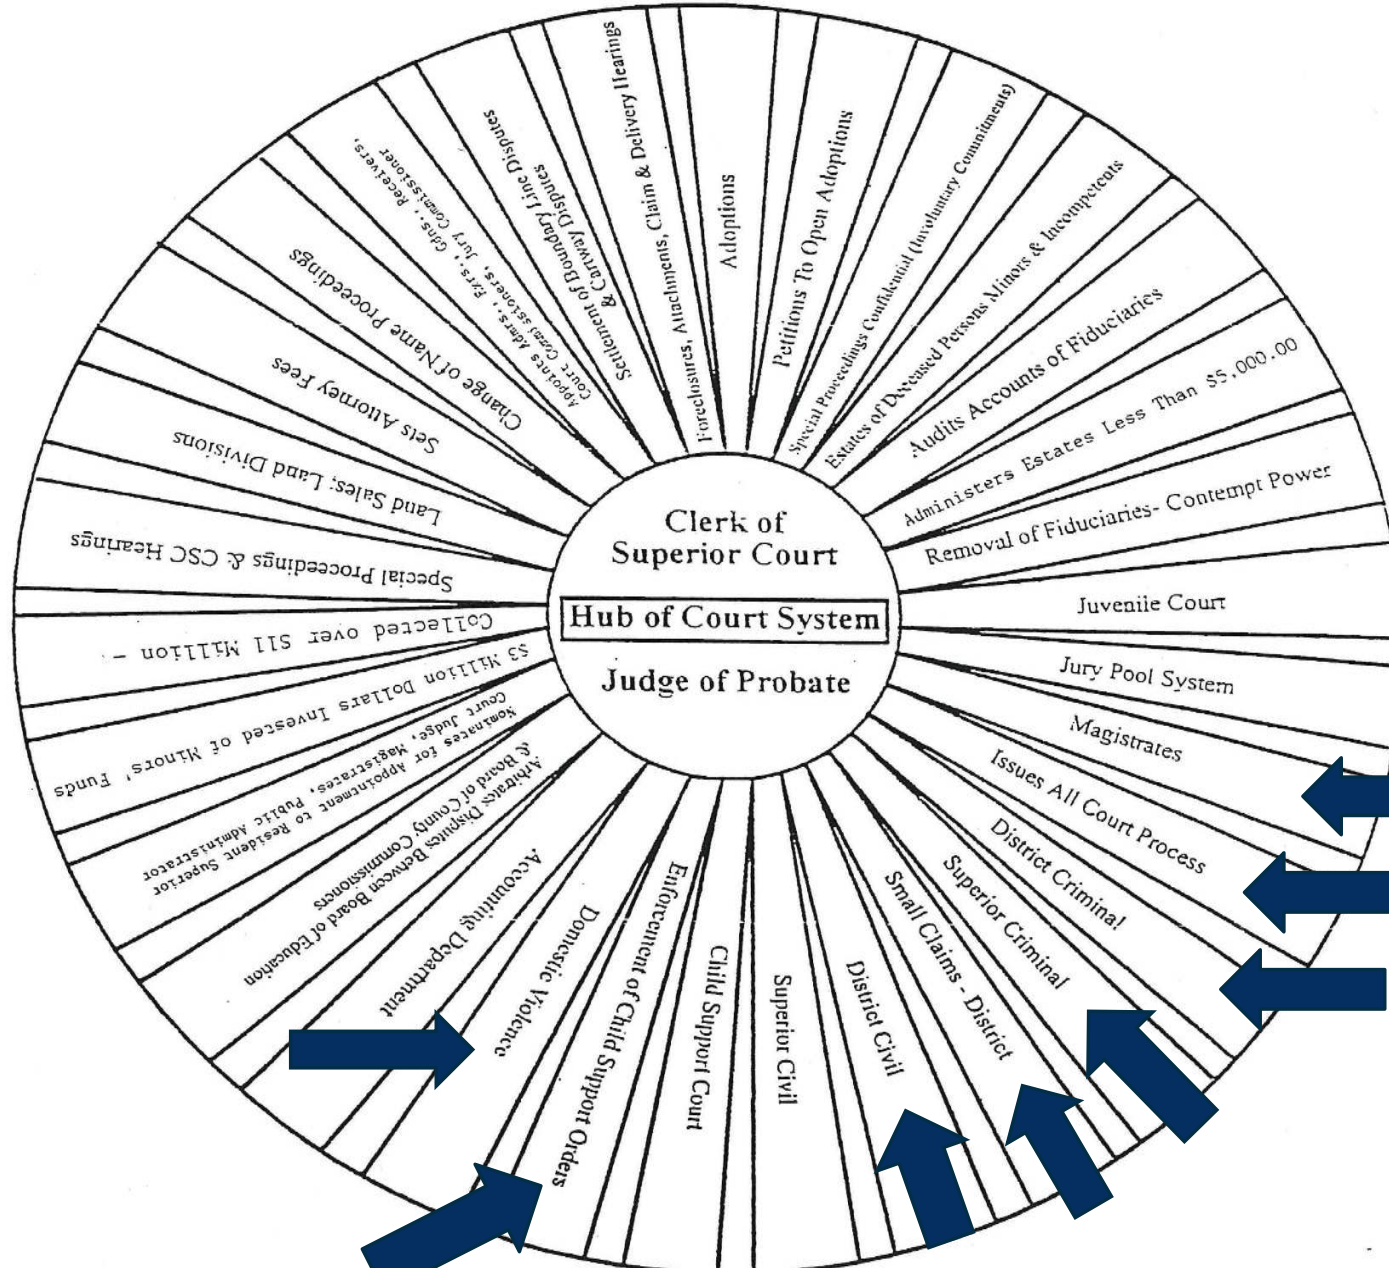 Clerk of
Superior Court
Hub of Court System
Judge of Probate
Adoptions
Petitions To Open Adoptions
Special Proceedings Confidential (Involuntary Commitments)
Estates of Deceased Persons Minors & Incompetents
Audits Accounts of Fiduciaries
Administers Estates Less Than $5,000.00
Removal of Fiduciaries- Contempt Power
Juvenile Court
Jury Pool System
Magistrates
Issues All Court Process
District Criminal
Superior Criminal
Small Claims - District
District Civil
Superior Civil
Child Support Court
Enforcement of Child Support Orders
Domestic Violence
Accounting Department
Arbitrates Disputes Between Board of Education
& Board of County Commissioners
Nominates for Appointment to Resident Superior
Court Judge, Magistrates, Public Administrator
$3 Million Dollars Invested of Minors' Funds
Collected over $11 Million -
Special Proceedings & CSC Hearings
Land Sales; Land Divisions
Sets Attorney Fees
Change of Name Proceedings
Appoints Admrs., Exrs., Gdns., Receivers,
Court Commissioners, Jury Commissioner
Settlement of Boundary Line Disputes
& Cartway Disputes
Foreclosures, Attachments, Claim & Delivery Hearings